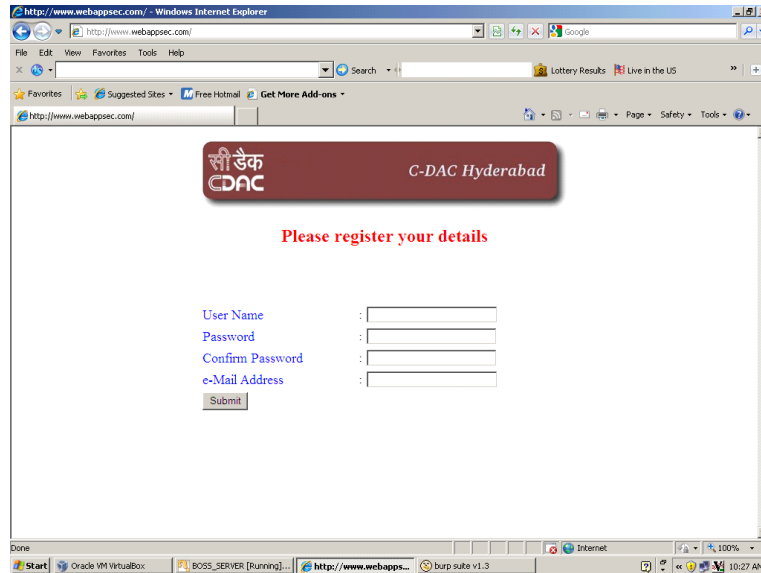 http://www.webappsec.com/ - Windows Internet Explorer
http://www.webappsec.com/
Google
File Edit View Favorites Tools Help
Search
Lottery Results Live in the US »
Favorites Suggested Sites Free Hotmail Get More Add-ons
http://www.webappsec.com/
Page Safety Tools
सी डैक
CDAC
C-DAC Hyderabad
Please register your details
User Name :
Password :
Confirm Password :
e-Mail Address :
Submit
Done
Internet
100%
Start Oracle VM VirtualBox BOSS_SERVER [Running]... http://www.webapps... burp suite v1.3
« 10:27 AM